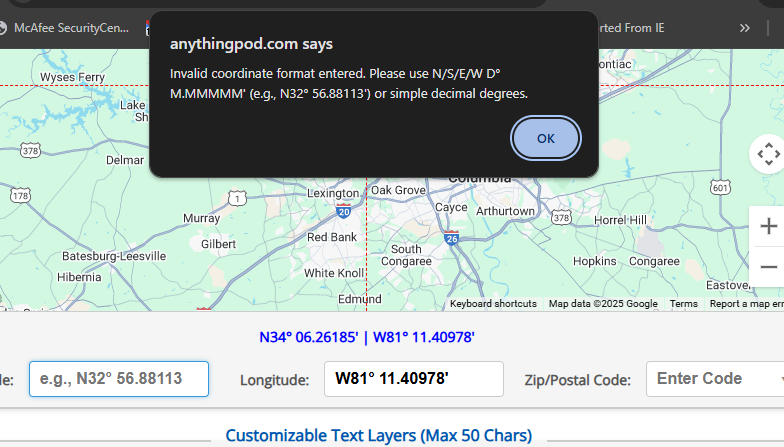 McAfee SecurityCen...
rted From IE
»
anythingpod.com says
Invalid coordinate format entered. Please use N/S/E/W D°
M.MMMMM' (e.g., N32° 56.88113') or simple decimal degrees.
OK
Wyses Ferry
ontiac
Lake
Sh
378
Delmar
178
1
Lexington
Oak Grove
Columbia
601
20
Cayce
Arthurtown
378
Murray
Horrel Hill
Gilbert
Red Bank
26
South
Congaree
Batesburg-Leesville
Hopkins
Congaree
Hibernia
White Knoll
Eastover
Edmund
Keyboard shortcuts
Map data ©2025 Google
Terms
Report a map err
N34° 06.26185' | W81° 11.40978'
le:
e.g., N32° 56.88113
Longitude:
W81° 11.40978'
Zip/Postal Code:
Enter Code
Customizable Text Layers (Max 50 Chars)